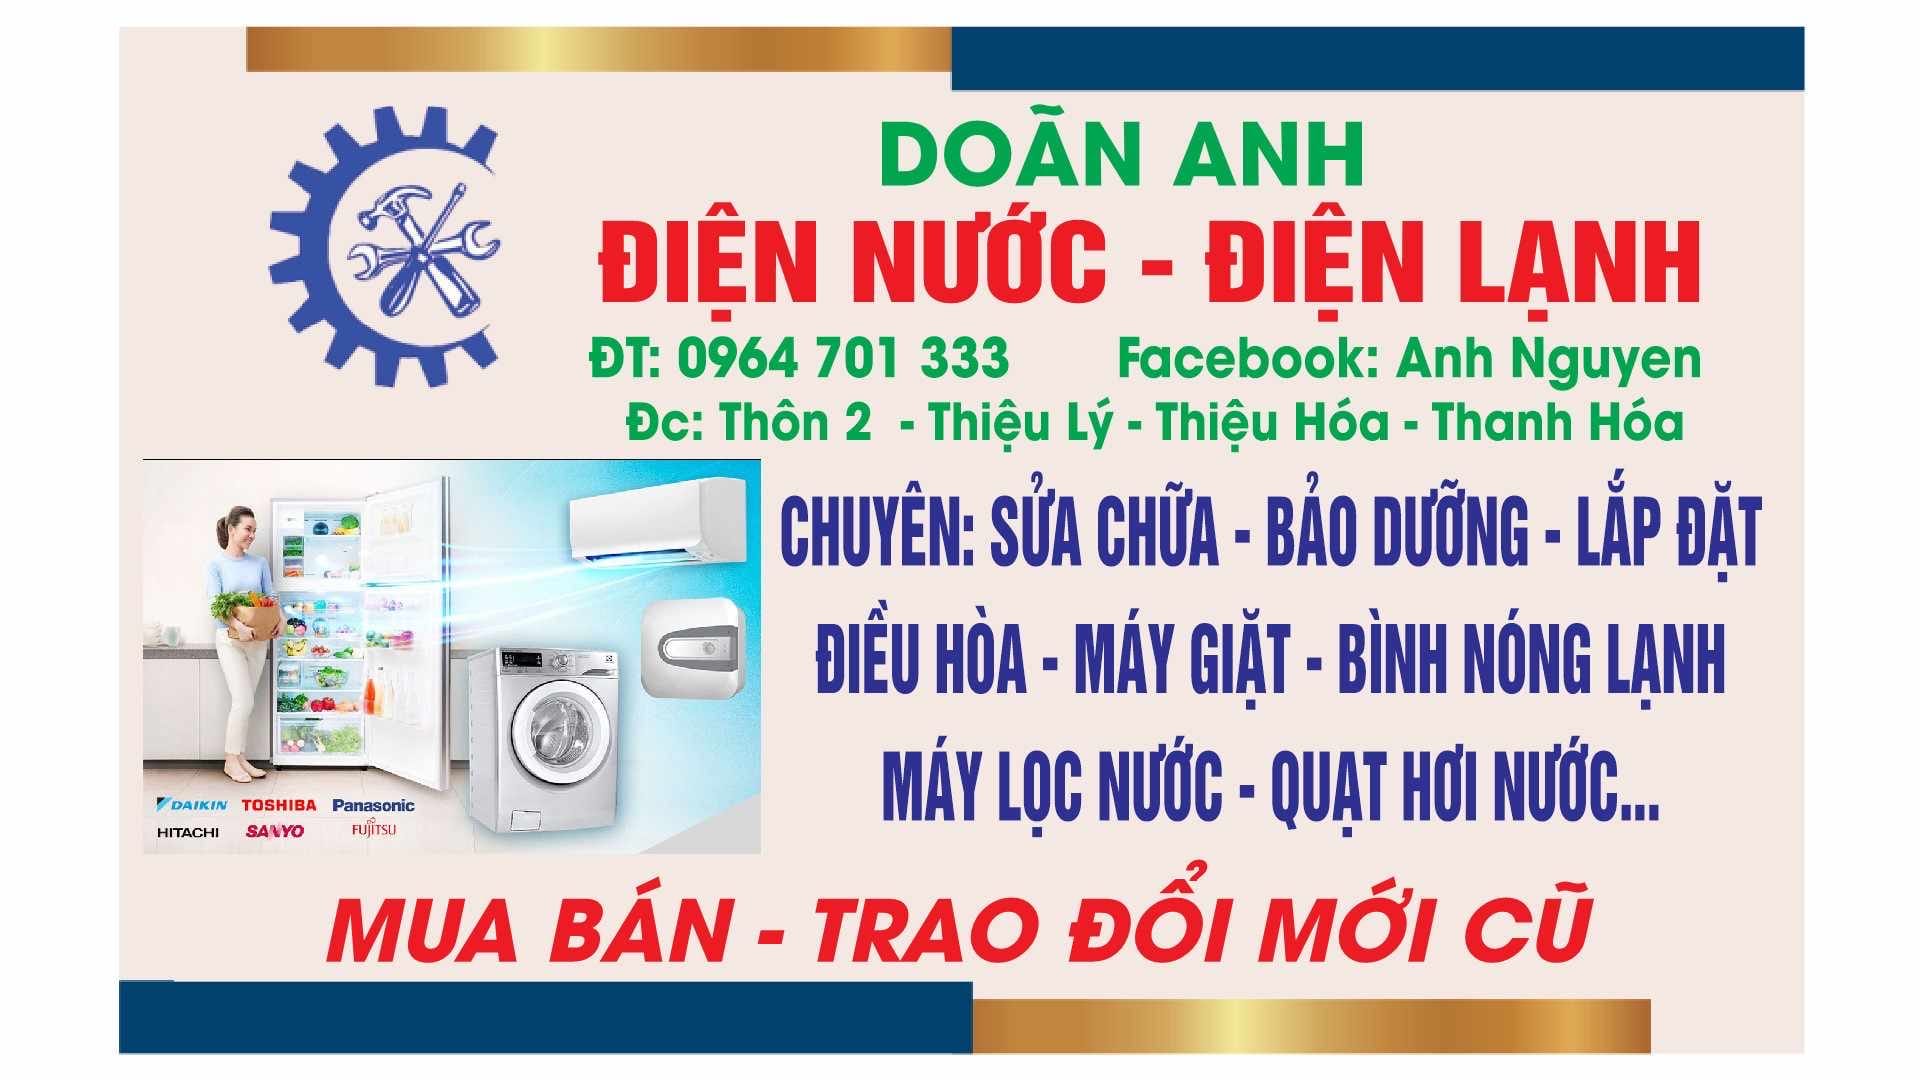 DOÃN ANH
ĐIỆN NƯỚC - ĐIỆN LẠNH
ĐT: 0964 701 333 Facebook: Anh Nguyen
Đc: Thôn 2 - Thiệu Lý - Thiệu Hóa - Thanh Hóa
CHUYÊN: SỬA CHỮA - BẢO DƯỠNG - LẮP ĐẶT
ĐIỀU HÒA - MÁY GIẶT - BÌNH NÓNG LẠNH
MÁY LỌC NƯỚC - QUẠT HƠI NƯỚC...
DAIKIN TOSHIBA Panasonic
HITACHI SANYO FUJITSU
MUA BÁN - TRAO ĐỔI MỚI CŨ